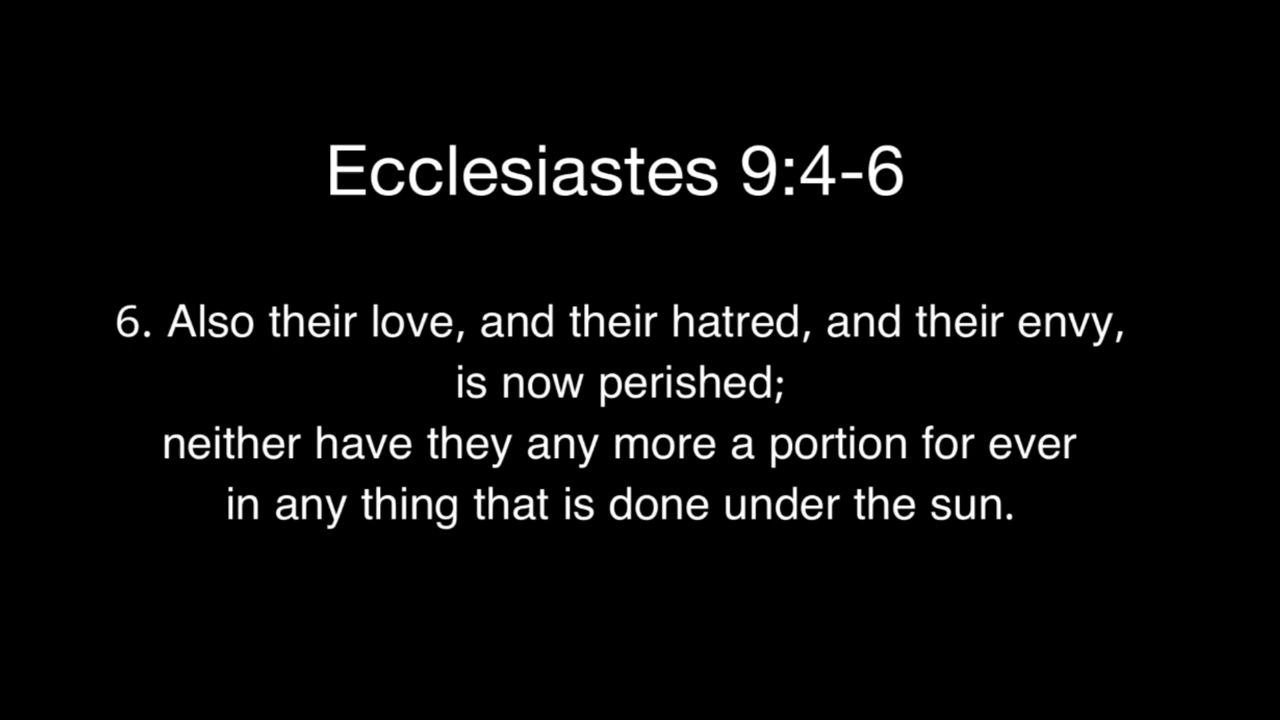 Ecclesiastes 9:4-6
6. Also their love, and their hatred, and their envy,
is now perished;
neither have they any more a portion for ever
in any thing that is done under the sun.